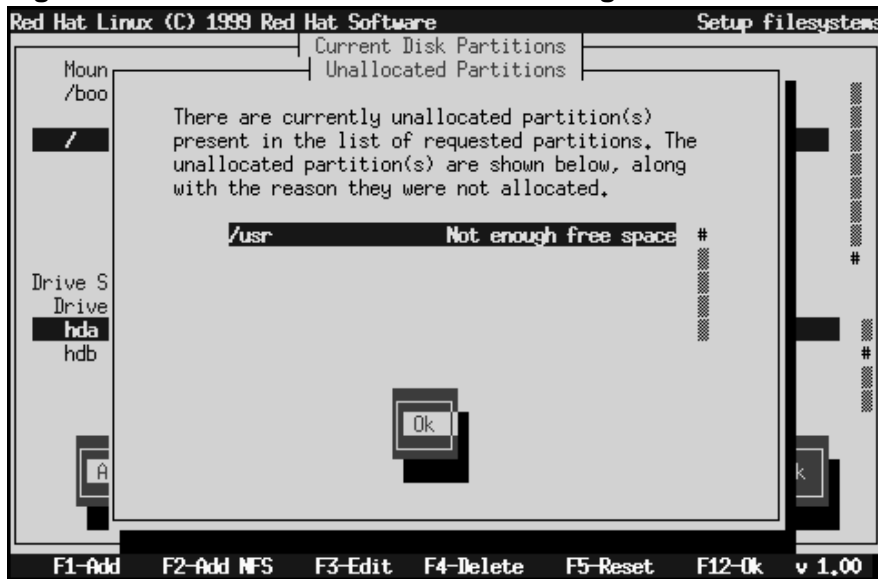 Red Hat Linux (C) 1999 Red Hat Software Setup filesystems
Current Disk Partitions
Moun Unallocated Partitions
/boo
There are currently unallocated partition(s)
/ present in the list of requested partitions. The
unallocated partition(s) are shown below, along
with the reason they were not allocated.
/usr Not enough free space #
#
Drive S
Drive
hda
hdb #
Ok
A k
F1-Add F2-Add NFS F3-Edit F4-Delete F5-Reset F12-Ok v 1.00